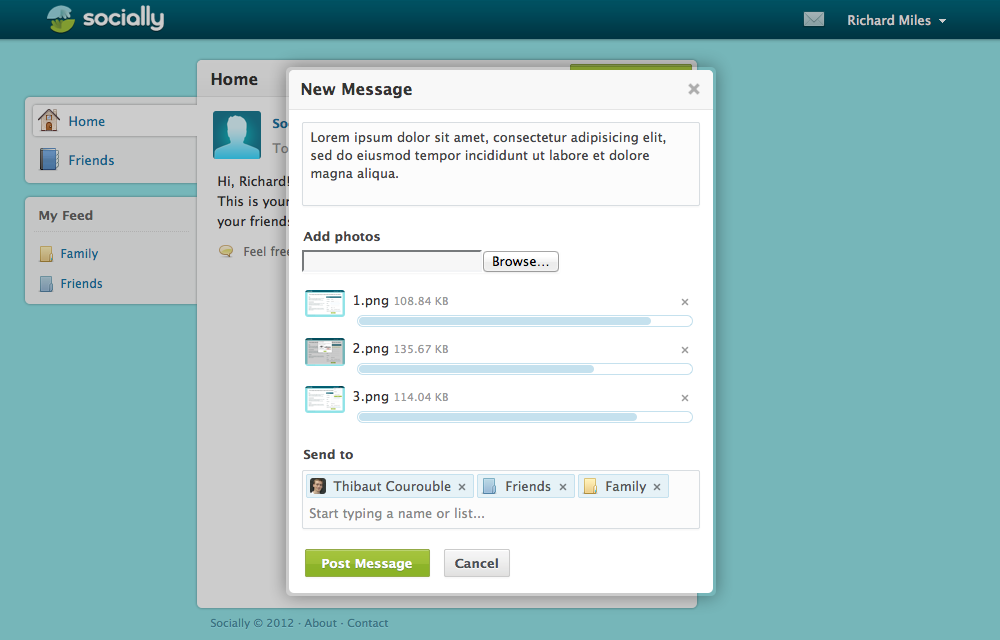 socially
Richard Miles
Home
New Message
×
Home
Friends
Lorem ipsum dolor sit amet, consectetur adipisicing elit,
sed do eiusmod tempor incididunt ut labore et dolore
magna aliqua.
Hi, Richard!
This is your
your friends
Feel free
My Feed
Family
Friends
Add photos
Browse...
1.png 108.84 KB ×
2.png 135.67 KB ×
3.png 114.04 KB ×
Send to
Thibaut Courouble × Friends × Family ×
Start typing a name or list...
Post Message Cancel
Socially © 2012 · About · Contact